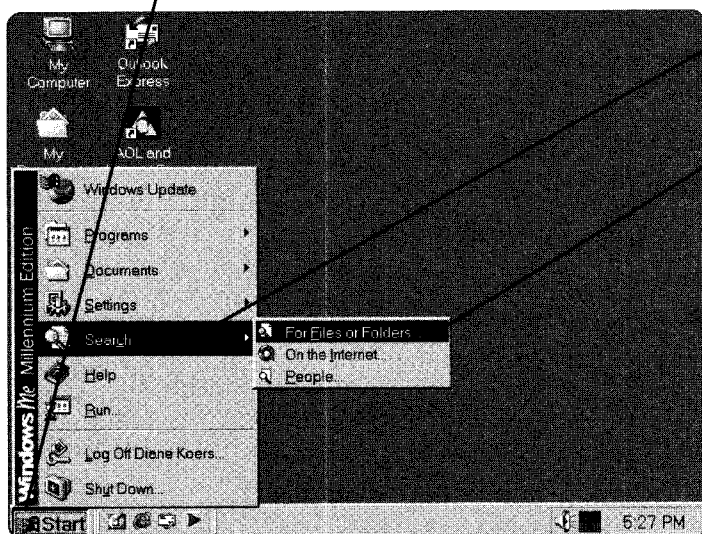 My Computer
Outlook Express
My
AOL and
Windows Me Millennium Edition
Windows Update
Programs
Documents
Settings
Search
Help
Run...
Log Off Diane Koers...
Shut Down...
For Files or Folders...
On the Internet...
People...
Start
5:27 PM